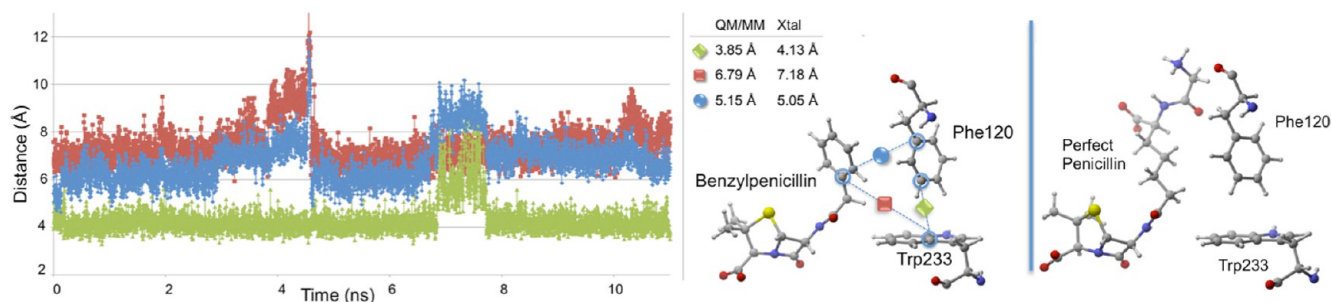 Distance (Å)
12
10
8
6
4
2
0
2
4
6
8
10
Time (ns)
QM/MM Xtal
3.85 Å 4.13 Å
6.79 Å 7.18 Å
5.15 Å 5.05 Å
Phe120
Benzylpenicillin
Trp233
Perfect
Penicillin
Phe120
Trp233